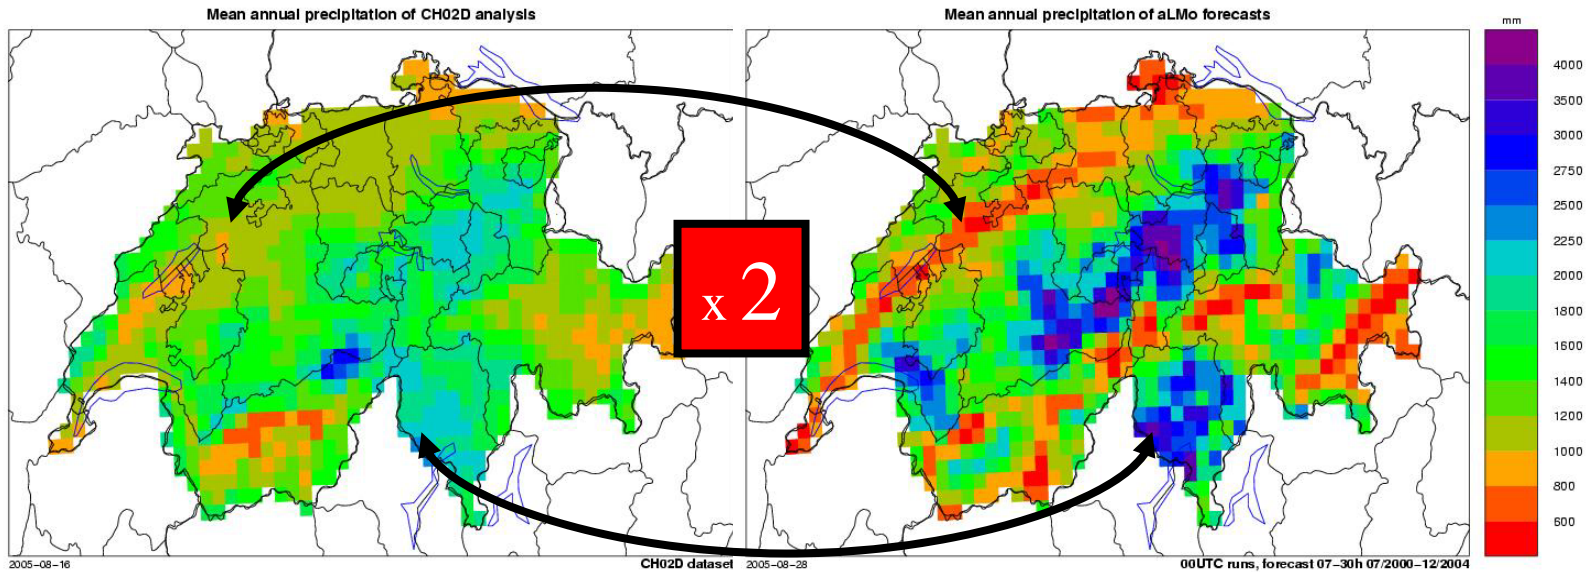 Mean annual precipitation of CH02D analysis
Mean annual precipitation of aLMo forecasts
mm
4000
3500
3000
2750
2500
2250
2000
1800
1600
1400
1200
1000
800
600
x 2
2005-08-16
CH02D dataset
2005-08-28
00UTC runs, forecast 07-30h 07/2000-12/2004